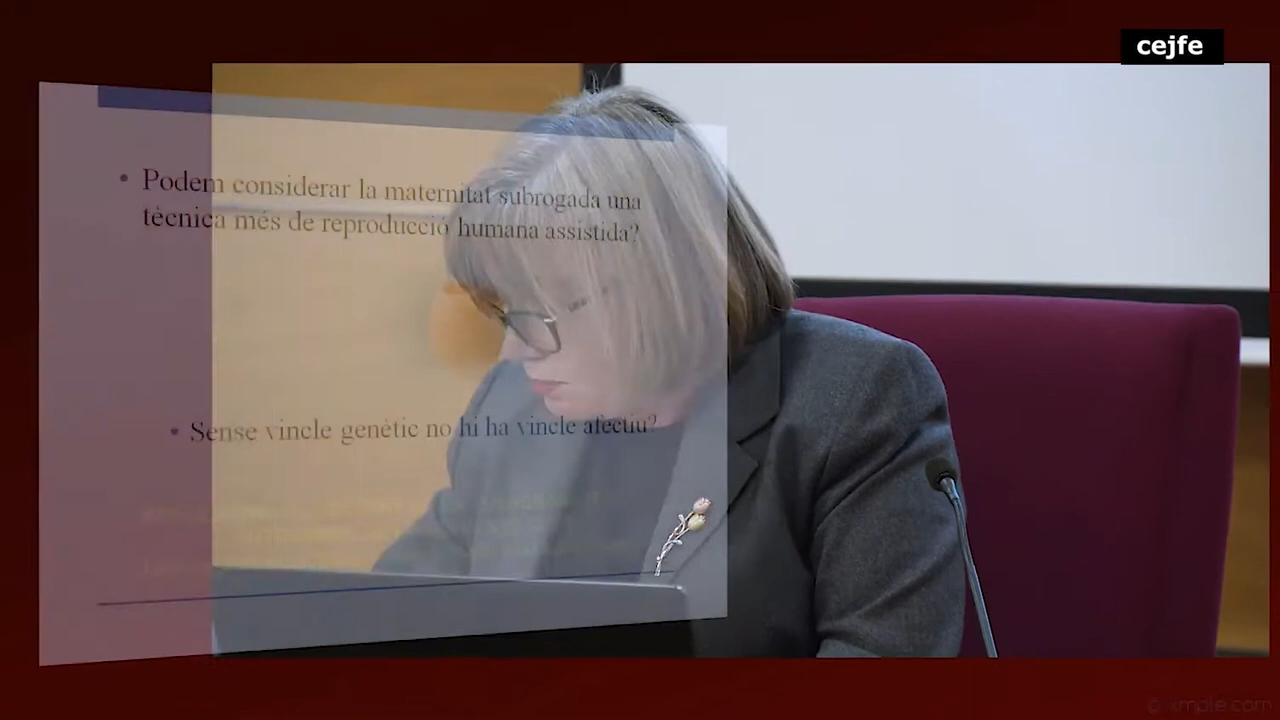 cejfe
• Podem considerar la maternitat subrogada una
tècnica més de reproducció humana assistida?
• Sense vincle genètic no hi ha vincle afectiu?